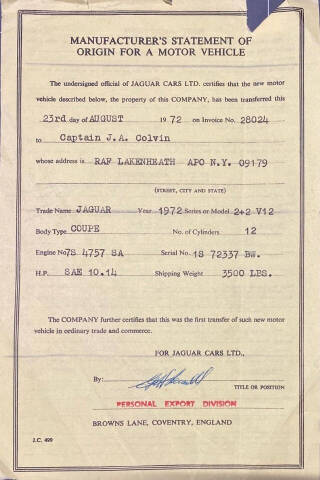 MANUFACTURER'S STATEMENT OF
ORIGIN FOR A MOTOR VEHICLE
The undersigned official of JAGUAR CARS LTD. certifies that the new motor
vehicle described below, the property of this COMPANY, has been transferred this
23rd day of AUGUST 1972 on Invoice No. 28024
to Captain J.A. Colvin
whose address is RAF LAKENHEATH APO N.Y. 09179
(STREET, CITY AND STATE)
Trade Name JAGUAR Year 1972 Series or Model 2+2 V12
Body Type COUPE No. of Cylinders 12
Engine No 7S 4757 SA Serial No. 1S 72337 BW.
H.P. SAE 10.14 Shipping Weight 3500 LBS.
The COMPANY further certifies that this was the first transfer of such new motor
vehicle in ordinary trade and commerce.
FOR JAGUAR CARS LTD.,
By:
TITLE OR POSITION
PERSONAL EXPORT DIVISION
BROWNS LANE, COVENTRY, ENGLAND
J.C. 499